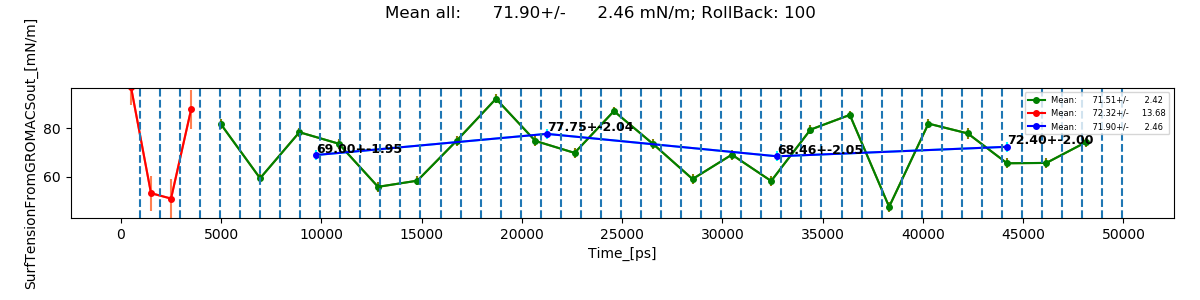 Mean all: 71.90+/- 2.46 mN/m; RollBack: 100
SurfTensionFromGROMACSout_[mN/m]
80
60
Mean: 71.51+/- 2.42
Mean: 72.32+/- 13.68
Mean: 71.90+/- 2.46
69.00+-1.95
77.75+-2.04
68.46+-2.05
72.40+-2.00
0 5000 10000 15000 20000 25000 30000 35000 40000 45000 50000
Time_[ps]